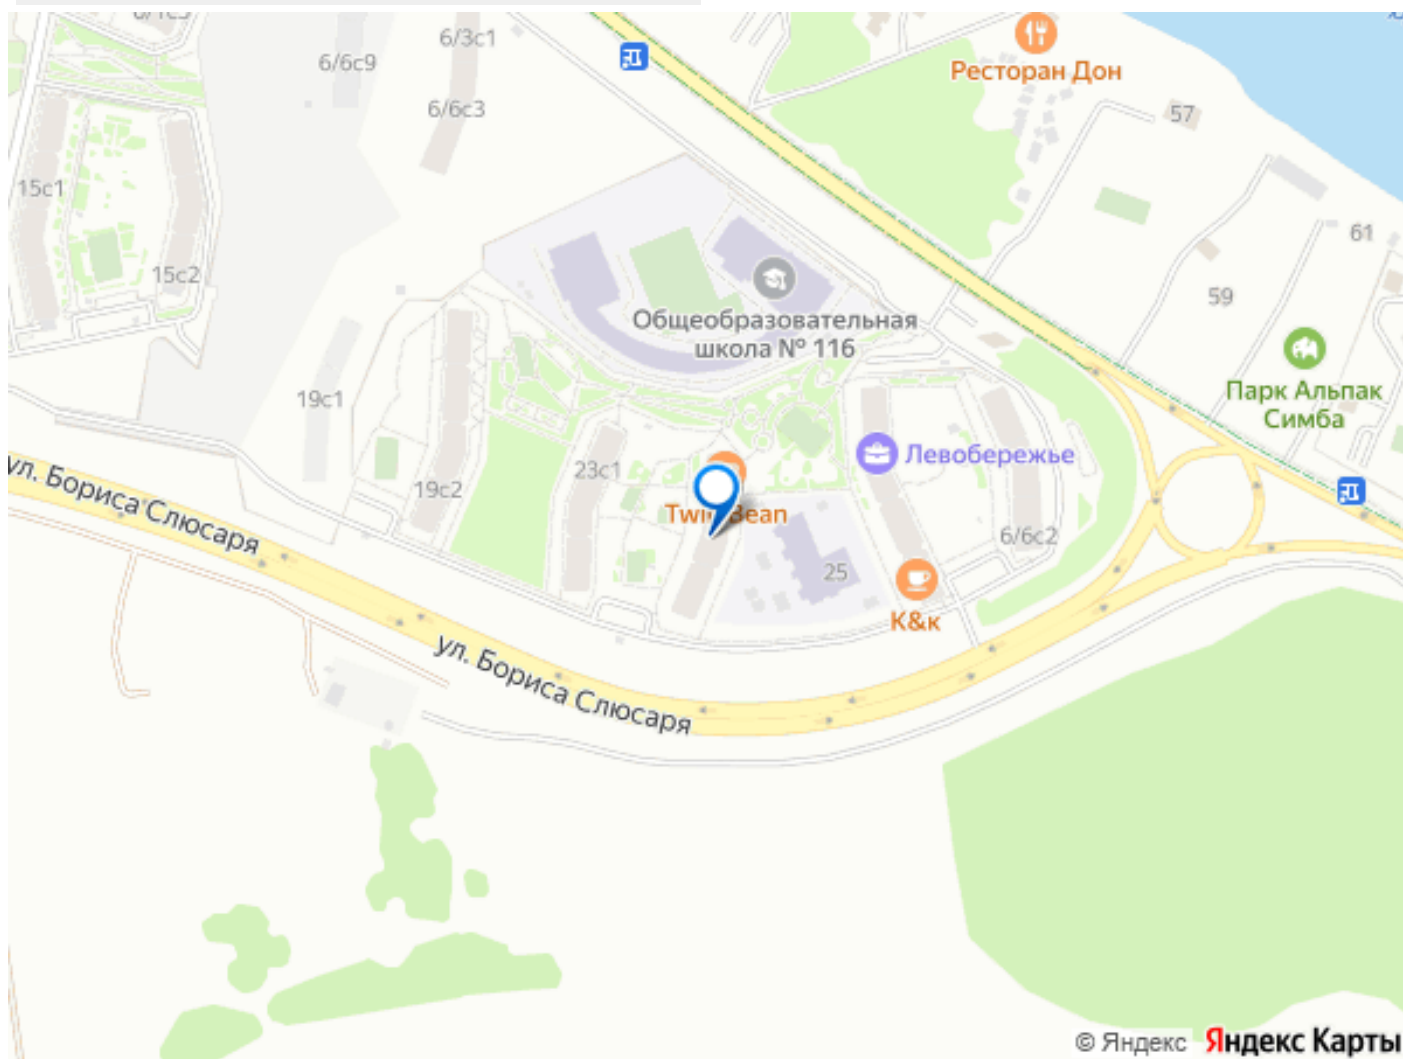 6/3с1
6/6с9
Ресторан Дон
6/6с3
57
15с1
61
15с2
59
Общеобразовательная
школа № 116
Парк Альпак
Симба
19с1
Левобережье
23с1
19с2
ул. Бориса Слюсаря
6/6с2
25
К&к
ул. Бориса Слюсаря
© Яндекс Яндекс Карты